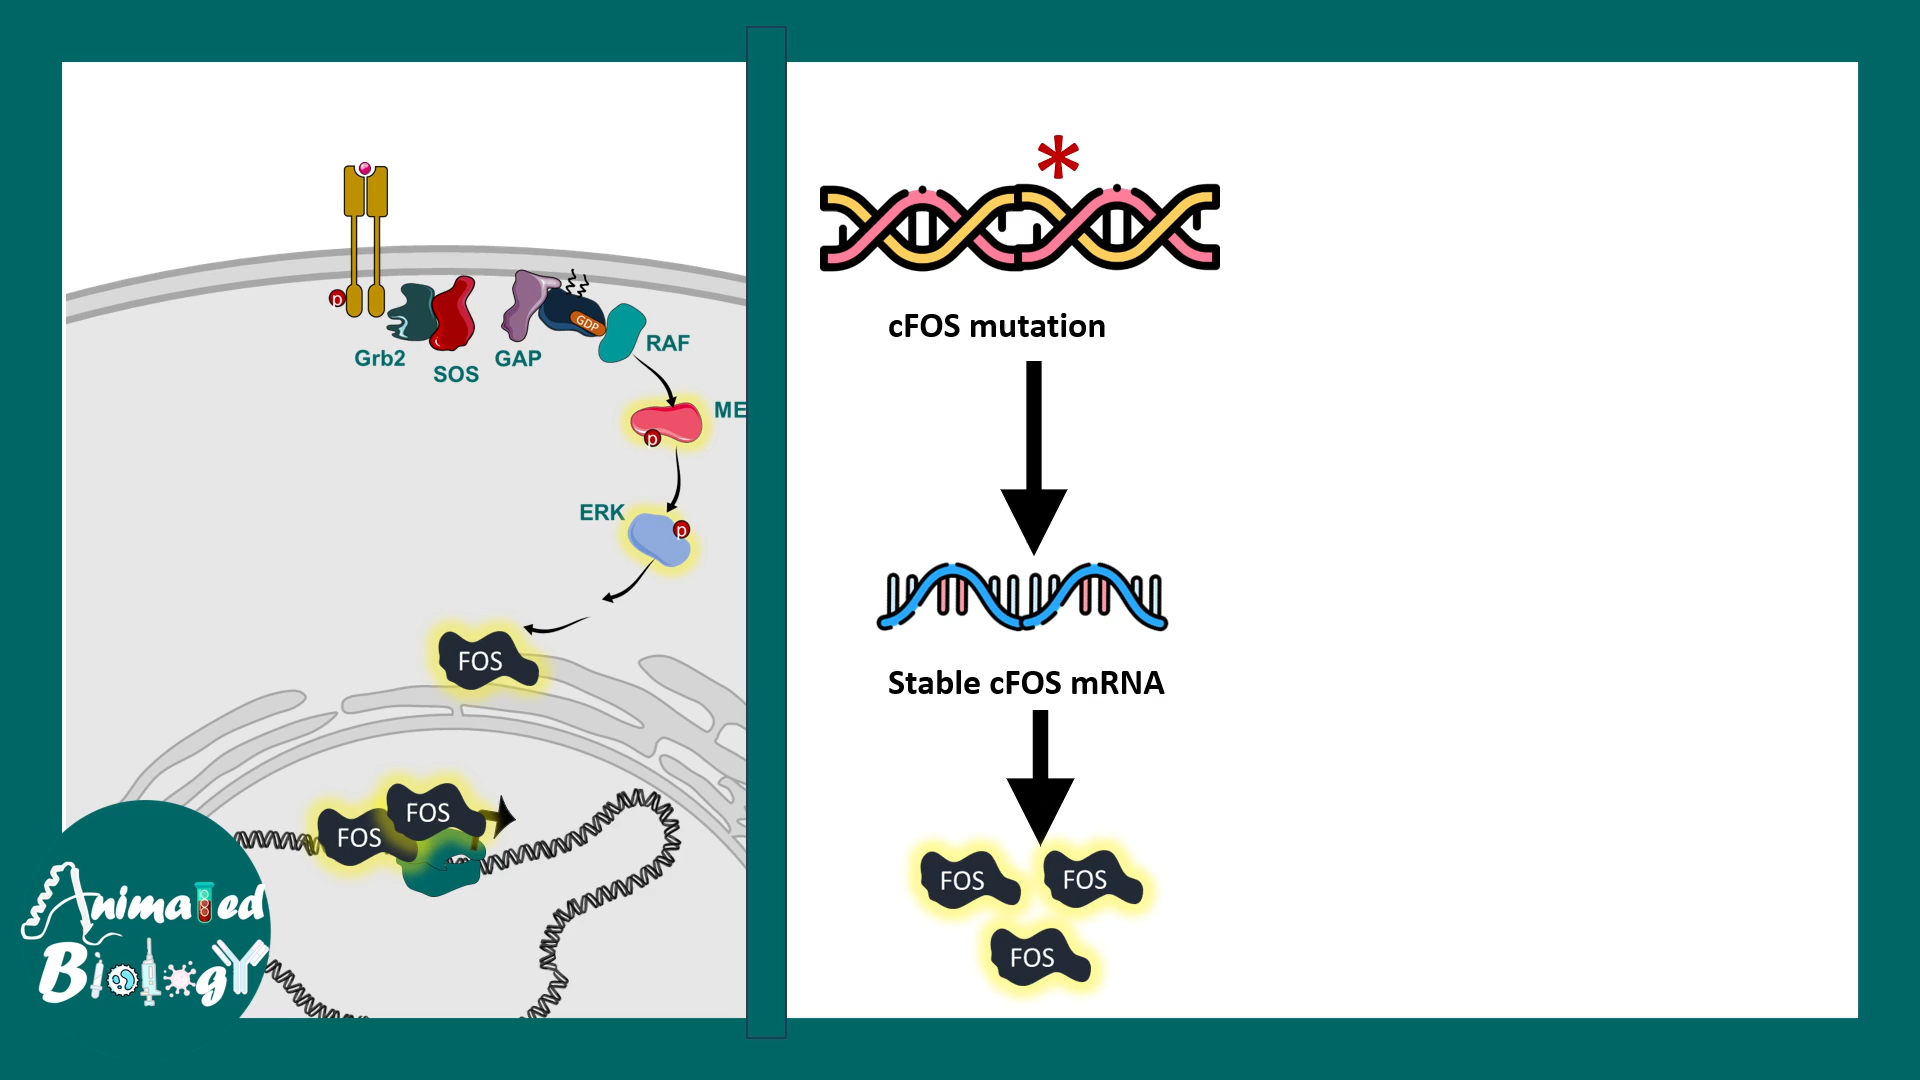 p
Grb2
SOS
GAP
GDP
RAF
ME
p
ERK
p
FOS
FOS
FOS
Animated
Biology
*
cFOS mutation
Stable cFOS mRNA
FOS
FOS
FOS